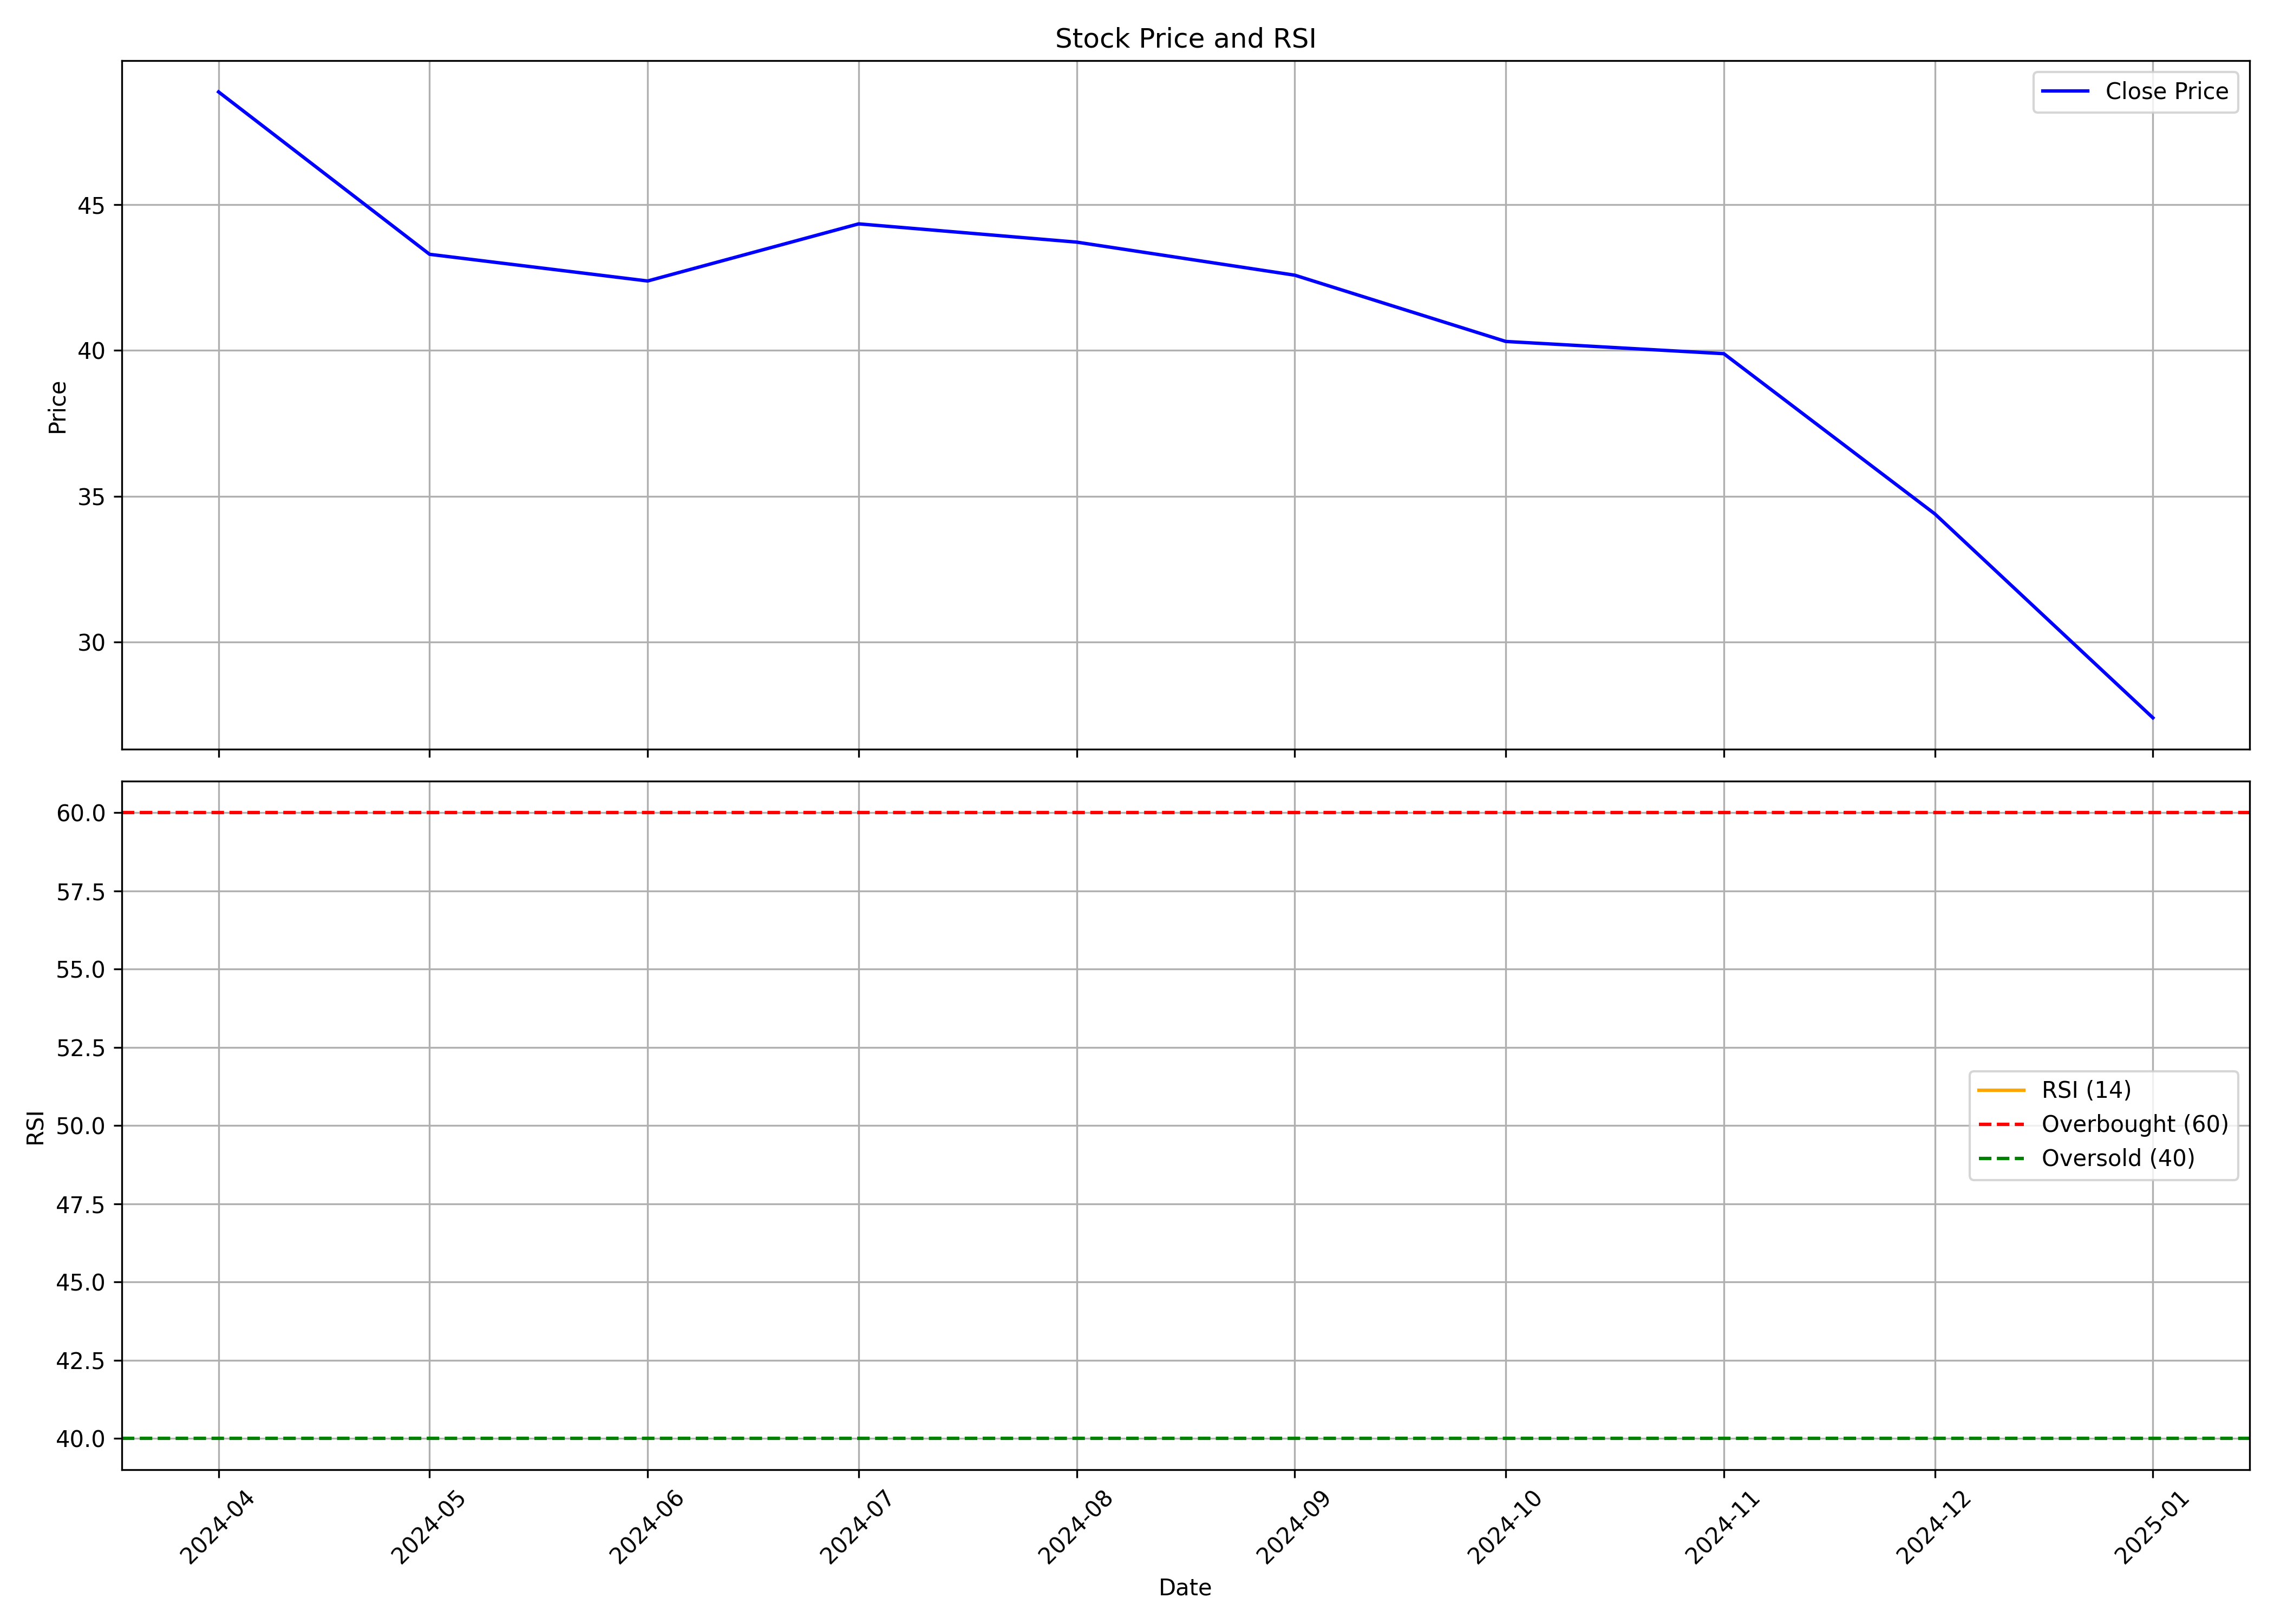 Stock Price and RSI
Close Price
Price
45
40
35
30
RSI
60.0
57.5
55.0
52.5
50.0
47.5
45.0
42.5
40.0
RSI (14)
Overbought (60)
Oversold (40)
2024-04
2024-05
2024-06
2024-07
2024-08
2024-09
2024-10
2024-11
2024-12
2025-01
Date